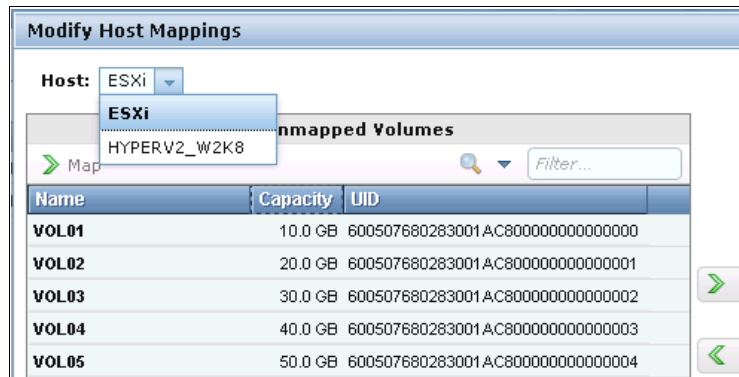 Modify Host Mappings
Host: ESXi
ESXi
HYPERV2_W2K8
nmapped Volumes
Map
Filter...
Name Capacity UID
VOL01 10.0 GB 600507680283001AC800000000000000
VOL02 20.0 GB 600507680283001AC800000000000001
VOL03 30.0 GB 600507680283001AC800000000000002
VOL04 40.0 GB 600507680283001AC800000000000003
VOL05 50.0 GB 600507680283001AC800000000000004